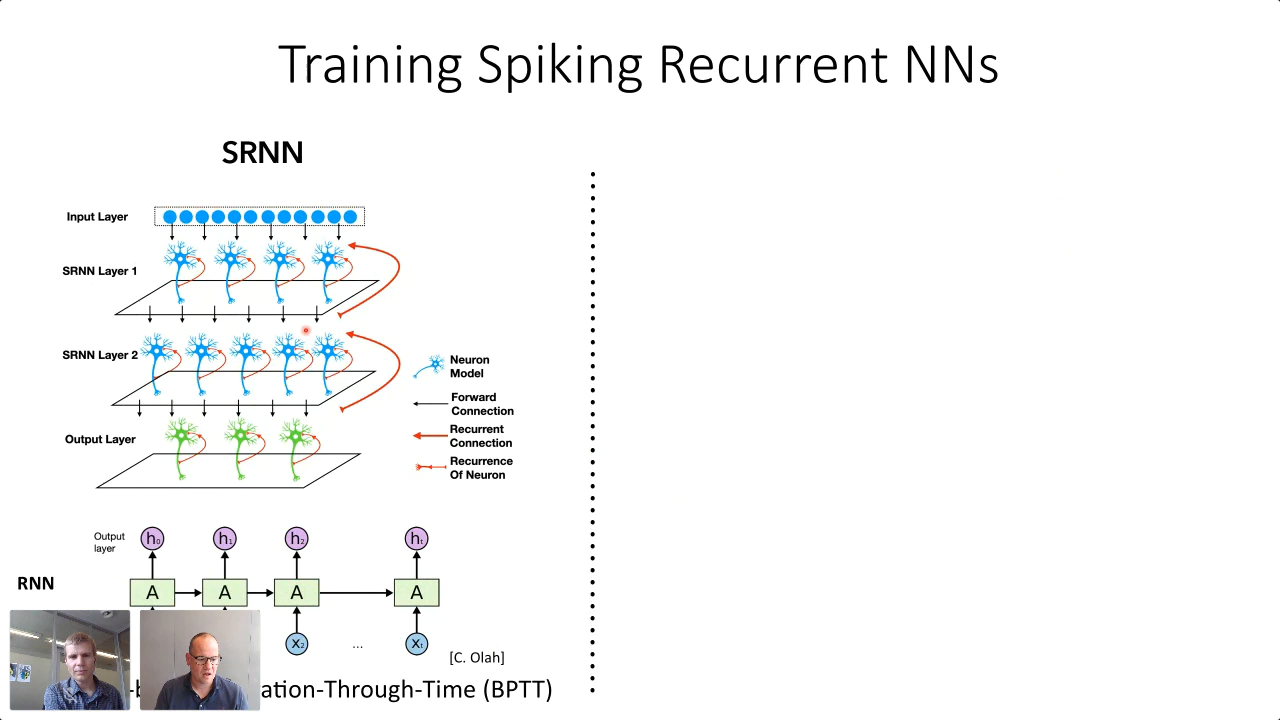 Training Spiking Recurrent NNs
SRNN
Input Layer
SRNN Layer 1
SRNN Layer 2
Output Layer
Neuron
Model
Forward
Connection
Recurrent
Connection
Recurrence
Of Neuron
Output
layer
h₀ h₁ h₂ hₜ
RNN
A A A A
x₂ ... xₜ
[C. Olah]
ation-Through-Time (BPTT)